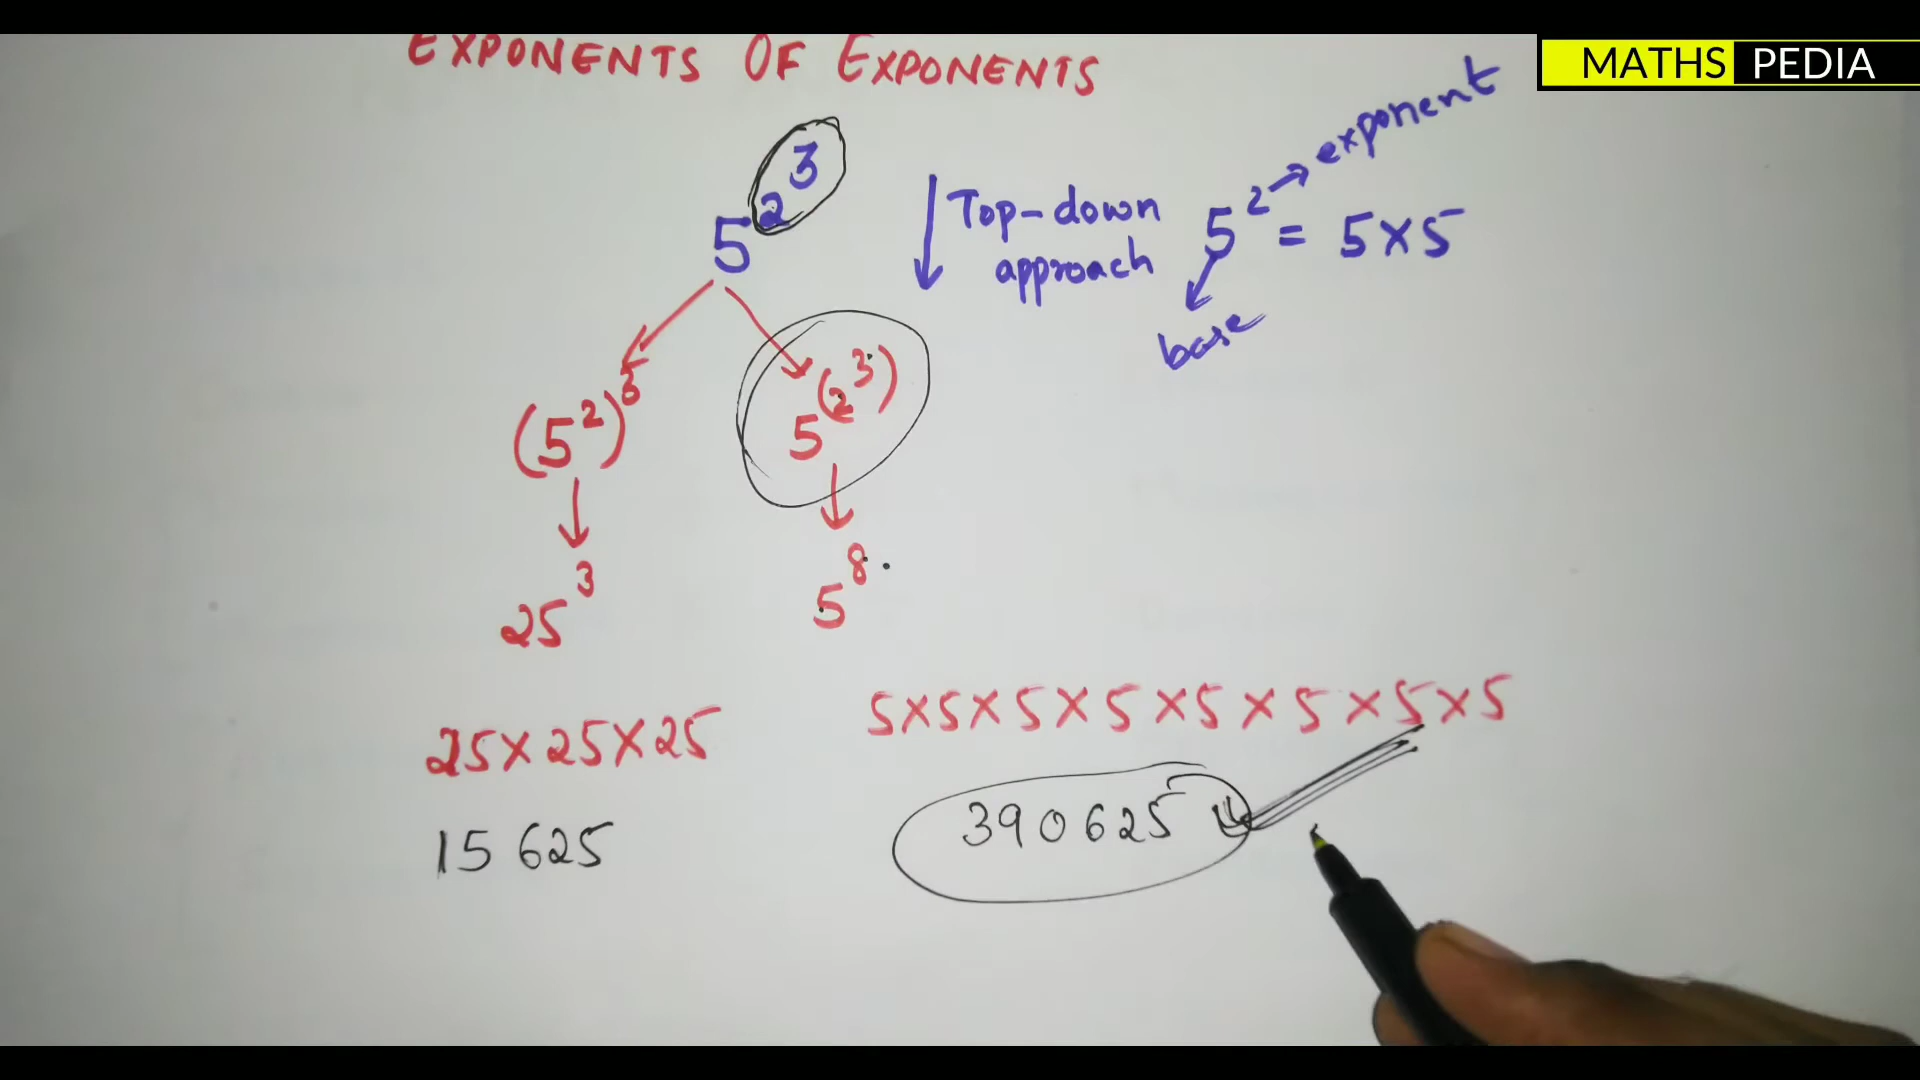 EXPONENTS OF EXPONENTS
MATHS PEDIA
5^2^3
Top-down
approach
5^2 = 5×5
exponent
base
(5^2)^3
5^(2^3)
25^3
5^8
25×25×25
5×5×5×5×5×5×5×5
15 625
390625